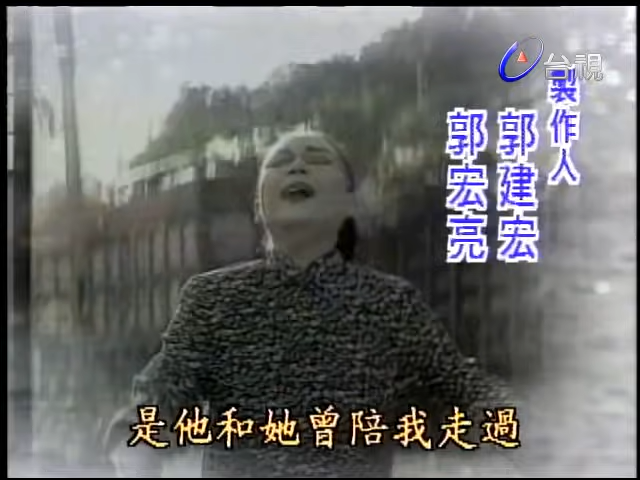 台視
製作人
郭建宏
郭宏亮
是他和她曾陪我走過